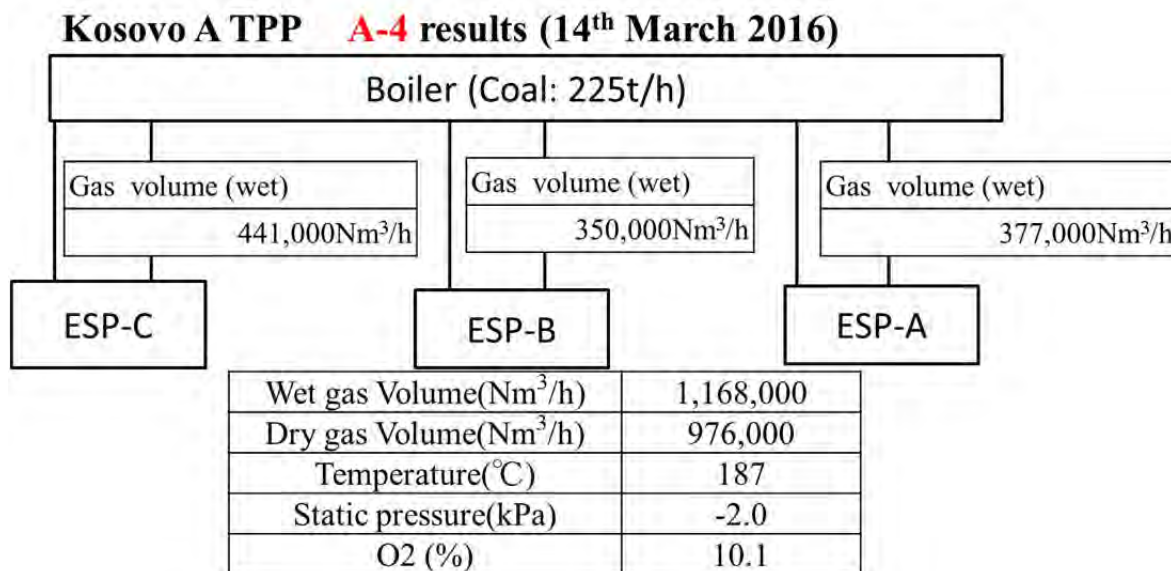 Kosovo A TPP A-4 results (14th March 2016)
Boiler (Coal: 225t/h)
Gas volume (wet)
441,000Nm³/h
Gas volume (wet)
350,000Nm³/h
Gas volume (wet)
377,000Nm³/h
ESP-C
ESP-B
ESP-A
Wet gas Volume(Nm³/h) 1,168,000
Dry gas Volume(Nm³/h) 976,000
Temperature(℃) 187
Static pressure(kPa) -2.0
O2 (%) 10.1